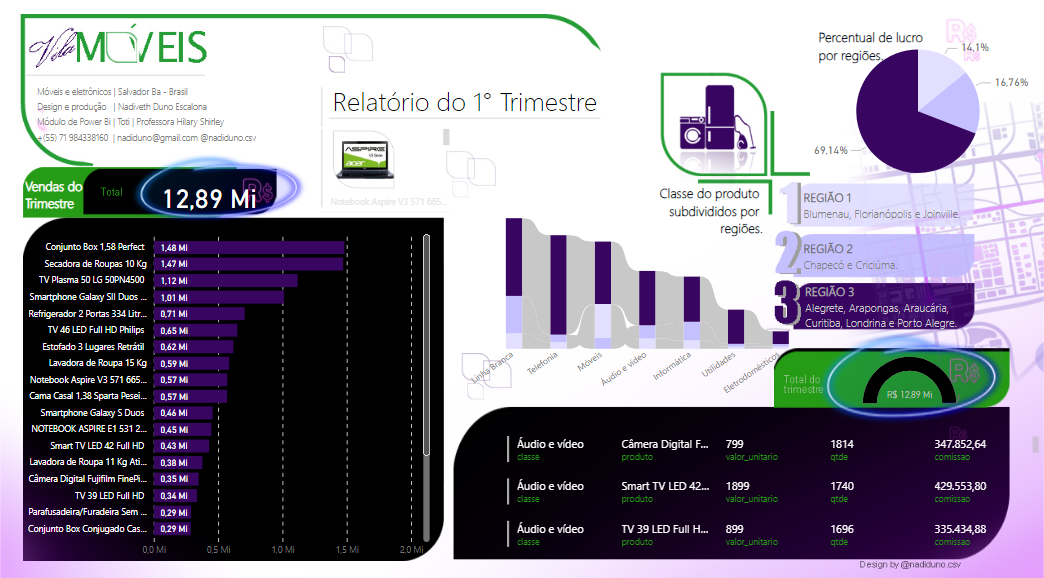 Vila MÓVEIS
Móveis e eletrônicos | Salvador Ba - Brasil
Design e produção | Nadiveth Duno Escalona
Módulo de Power Bi | Toti | Professora Hilary Shirley
+(55) 71 984338160 | nadiduno@gmail.com @nadiduno.csv
Relatório do 1° Trimestre
ASPIRE
V3 Series
acer
Notebook Aspire V3 571 665...
Vendas do
Trimestre
Total
12,89 Mi
R$
Conjunto Box 1,58 Perfect 1,48 Mi
Secadora de Roupas 10 Kg 1,47 Mi
TV Plasma 50 LG 50PN4500 1,12 Mi
Smartphone Galaxy SII Duos ... 1,01 Mi
Refrigerador 2 Portas 334 Litr... 0,71 Mi
TV 46 LED Full HD Philips 0,65 Mi
Estofado 3 Lugares Retrátil 0,62 Mi
Lavadora de Roupa 15 Kg 0,59 Mi
Notebook Aspire V3 571 665... 0,57 Mi
Cama Casal 1,38 Sparta Pesei... 0,57 Mi
Smartphone Galaxy S Duos 0,46 Mi
NOTEBOOK ASPIRE E1 531 2... 0,45 Mi
Smart TV LED 42 Full HD 0,43 Mi
Lavadora de Roupa 11 Kg Ati... 0,38 Mi
Câmera Digital Fujifilm FinePi... 0,35 Mi
TV 39 LED Full HD 0,34 Mi
Parafusadeira/Furadeira Sem ... 0,29 Mi
Conjunto Box Conjugado Cas... 0,29 Mi
0,0 Mi 0,5 Mi 1,0 Mi 1,5 Mi 2,0 Mi
Percentual de lucro
por regiões.
R$
R$
14,1%
16,76%
69,14%
Classe do produto
subdivididos por
regiões.
1
REGIÃO 1
Blumenau, Florianópolis e Joinville.
2
REGIÃO 2
Chapecó e Criciúma.
3
REGIÃO 3
Alegrete, Arapongas, Araucária,
Curitiba, Londrina e Porto Alegre.
Linha Branca
Telefonia
Móveis
Áudio e vídeo
Informática
Utilidades
Eletrodomésticos
Total do
trimestre
R$ 12.89 Mi
R$
R$
Áudio e vídeo Câmera Digital F... 799 1814 347.852,64
classe produto valor_unitario qtde comissao
Áudio e vídeo Smart TV LED 42... 1899 1740 429.553,80
classe produto valor_unitario qtde comissao
Áudio e vídeo TV 39 LED Full H... 899 1696 335.434,88
classe produto valor_unitario qtde comissao
Design by @nadiduno.csv